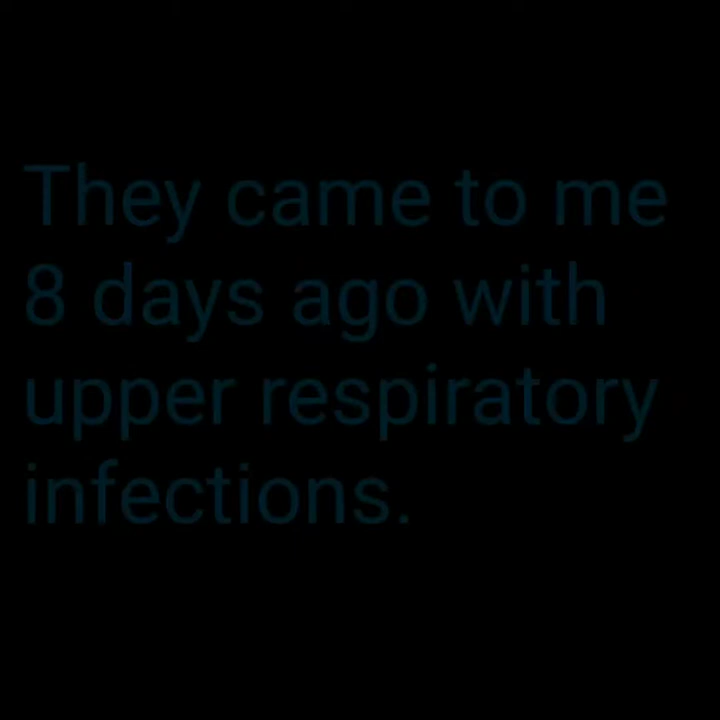 They came to me
8 days ago with
upper respiratory
infections.